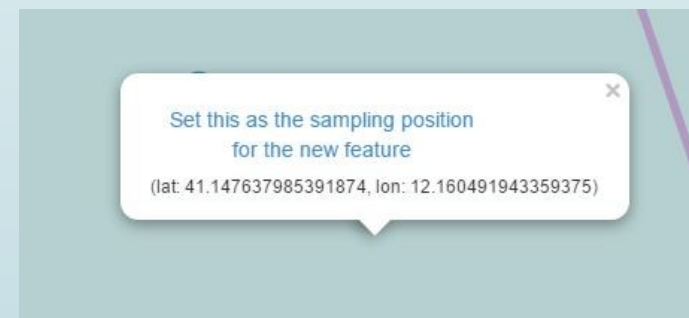 Set this as the sampling position
for the new feature
(lat: 41.147637985391874, lon: 12.160491943359375)